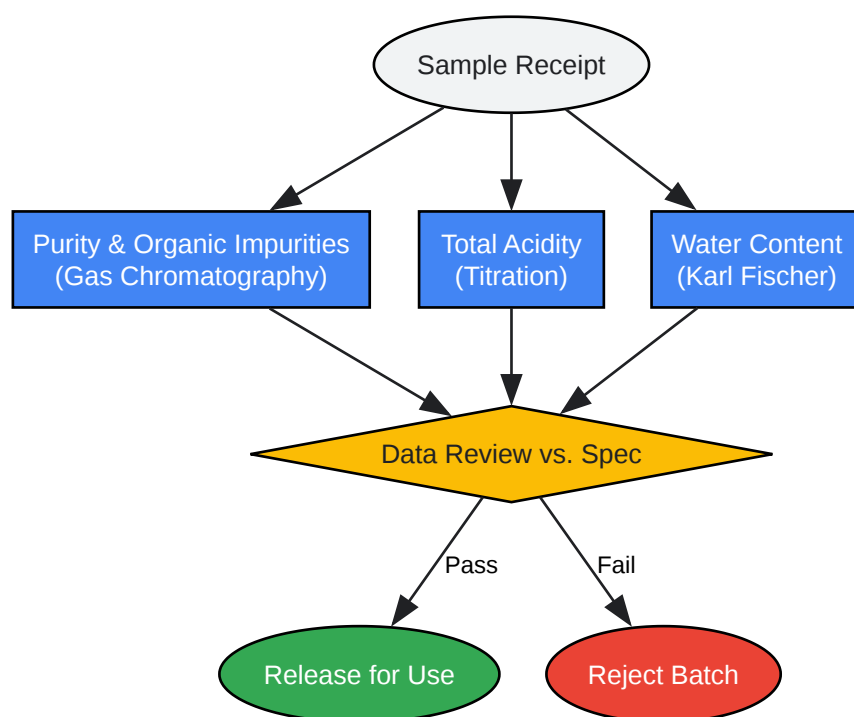 Sample Receipt
Purity & Organic Impurities
(Gas Chromatography)
Total Acidity
(Titration)
Water Content
(Karl Fischer)
Data Review vs. Spec
Pass
Fail
Release for Use
Reject Batch